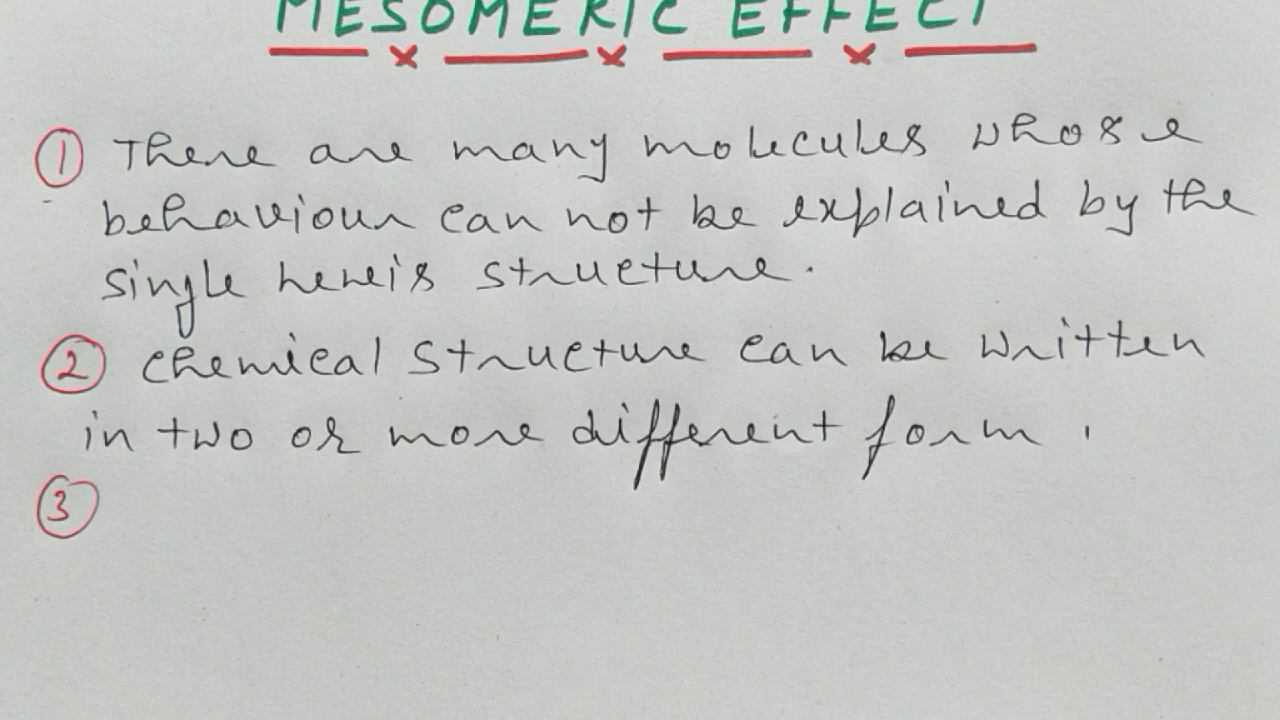 MESOMERIC EFFECT
① There are many molecules whose
behaviour can not be explained by the
single lewis structure.
② Chemical structure can be written
in two or more different form.
③